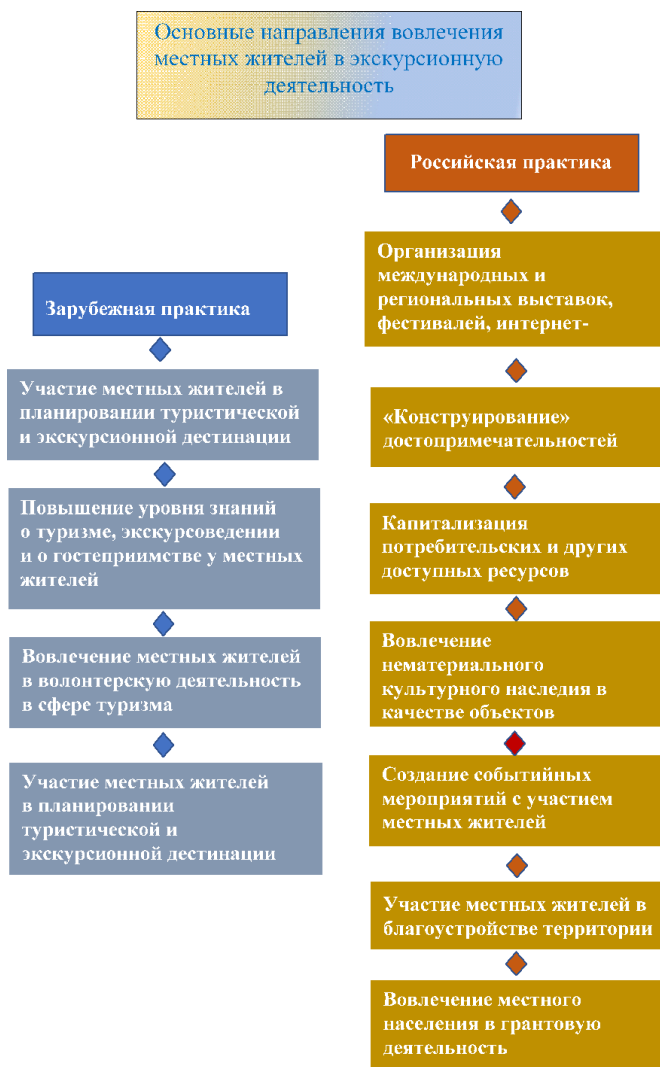 Основные направления вовлечения
местных жителей в экскурсионную
деятельность
Зарубежная практика
Участие местных жителей в
планировании туристической
и экскурсионной дестинации
Повышение уровня знаний
о туризме, экскурсоведении
и о гостеприимстве у местных
жителей
Вовлечение местных жителей
в волонтерскую деятельность
в сфере туризма
Участие местных жителей
в планировании
туристической и
экскурсионной дестинации
Российская практика
Организация
международных и
региональных выставок,
фестивалей, интернет-
«Конструирование»
достопримечательностей
Капитализация
потребительских и других
доступных ресурсов
Вовлечение
нематериального
культурного наследия в
качестве объектов
Создание событийных
мероприятий с участием
местных жителей
Участие местных жителей в
благоустройстве территории
Вовлечение местного
населения в грантовую
деятельность